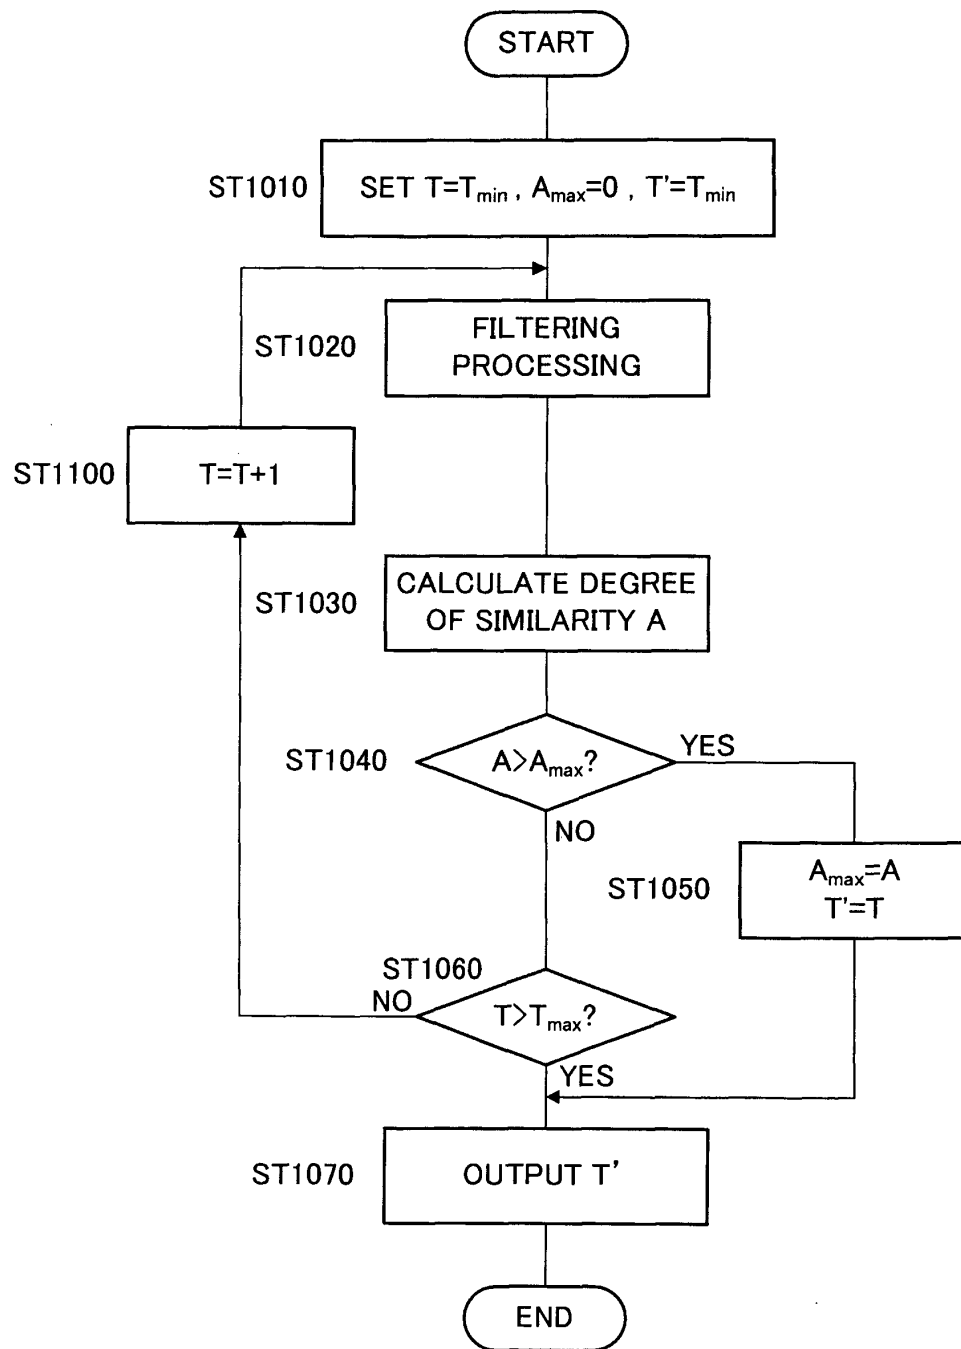 START
ST1010
SET T=Tmin , Amax=0 , T'=Tmin
ST1020
FILTERING
PROCESSING
ST1100
T=T+1
ST1030
CALCULATE DEGREE
OF SIMILARITY A
ST1040
A>Amax?
YES
NO
ST1050
Amax=A
T'=T
ST1060
NO
T>Tmax?
YES
ST1070
OUTPUT T'
END